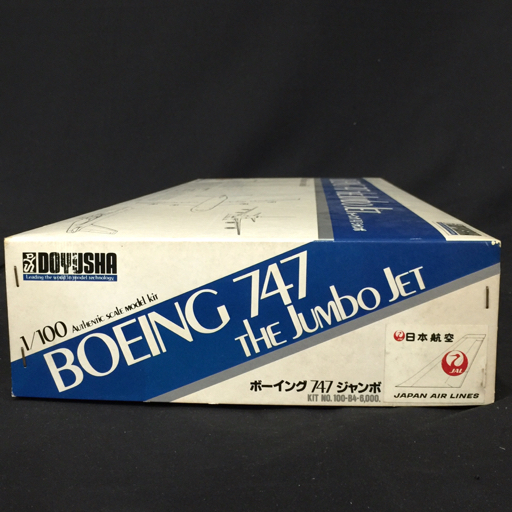 DOYUSHA
Leading the world in model technology.
1/100 Authentic scale model kit
BOEING 747
THE JUMBO JET
ボーイング 747 ジャンボ
KIT NO. 100-B4-6,000.
日本航空
JAL
JAPAN AIR LINES